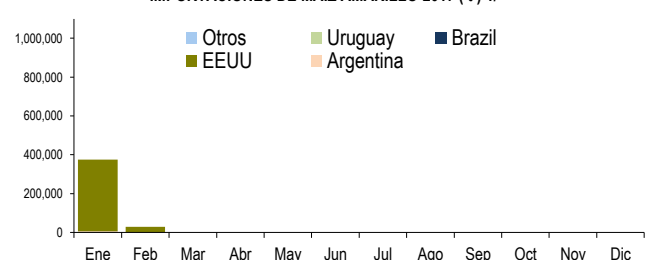 Otros Uruguay Brazil
EEUU Argentina
1,000,000
800,000
600,000
400,000
200,000
0
Ene Feb Mar Abr May Jun Jul Ago Sep Oct Nov Dic